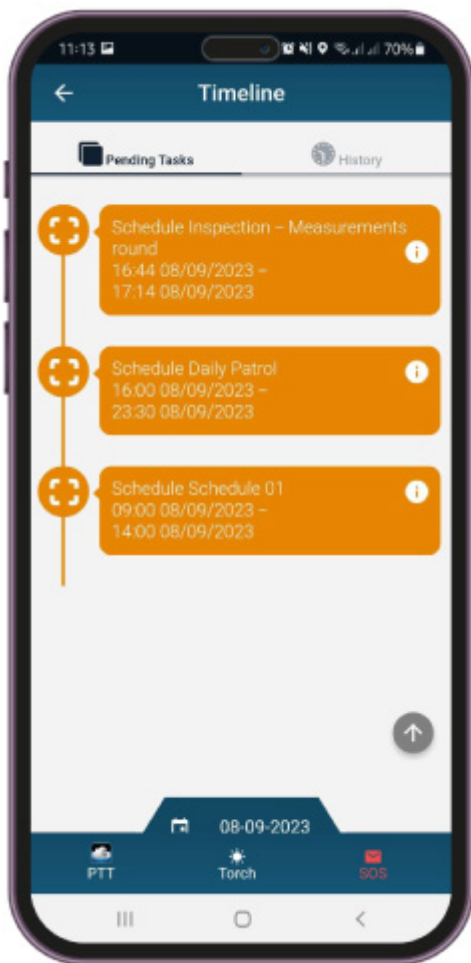 11:13
70%
Timeline
Pending Tasks
History
Schedule Inspection – Measurements
round
16:44 08/09/2023 –
17:14 08/09/2023
Schedule Daily Patrol
16:00 08/09/2023 –
23:30 08/09/2023
Schedule Schedule 01
09:00 08/09/2023 –
14:00 08/09/2023
08-09-2023
PTT
Torch
SOS